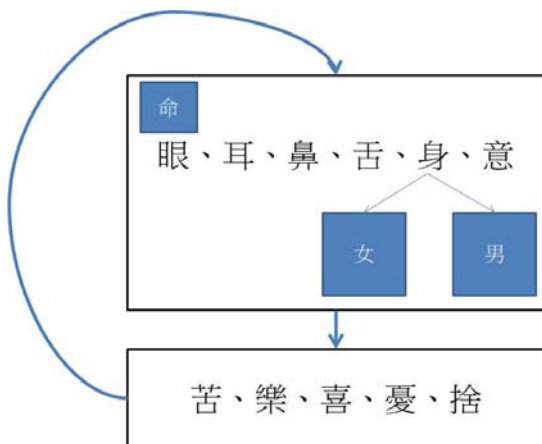 命
眼、耳、鼻、舌、身、意
女 男
苦、樂、喜、憂、捨